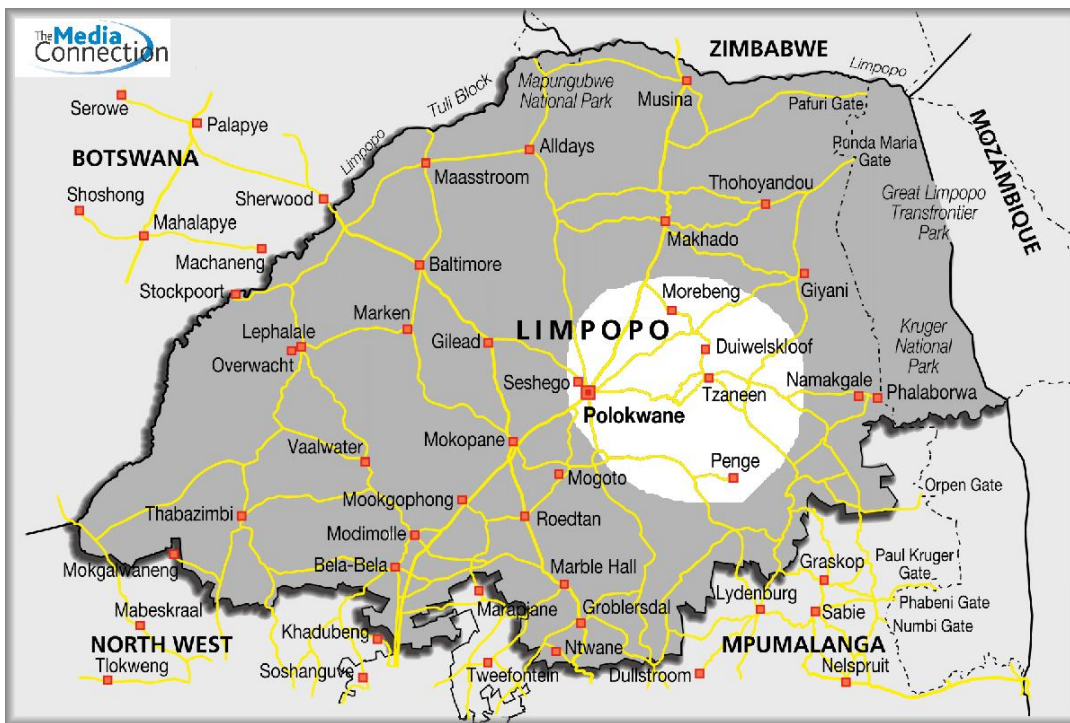 The Media
Connection
ZIMBABWE
Limpopo
Serowe
Palapye
Tuli Block
Mapungubwe
National Park
Musina
Pafuri Gate
MOZAMBIQUE
BOTSWANA
Limpopo
Alldays
Punda Maria
Gate
Shoshong
Sherwood
Maasstroom
Thohoyandou
Great Limpopo
Transfrontier
Park
Mahalapye
Makhado
Machaneng
Baltimore
Stockpoort
Giyani
Morebeng
Marken
LIMPOPO
Lephalale
Overwacht
Gilead
Duiwelskloof
Kruger
National
Park
Seshego
Polokwane
Tzaneen
Namakgale
Phalaborwa
Mokopane
Vaalwater
Penge
Mogoto
Orpen Gate
Mookgophong
Thabazimbi
Roedtan
Modimolle
Mokgalwaneng
Bela-Bela
Marble Hall
Graskop
Paul Kruger
Gate
Mabeskraal
Marapjane
Groblersdal
Lydenburg
Sabie
Phabeni Gate
Numbi Gate
NORTH WEST
Khadubeng
Ntwane
MPUMALANGA
Tlokweng
Soshanguve
Tweefontein
Dullstroom
Nelspruit